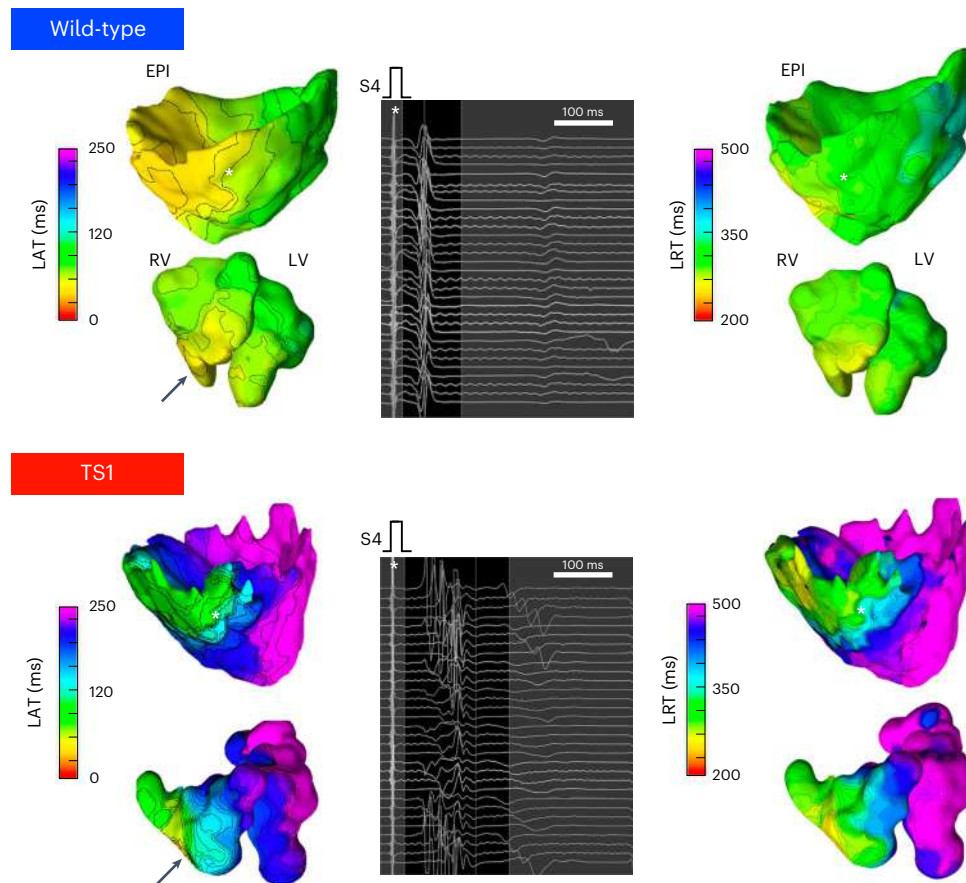 Wild-type
EPI
S4
*
100 ms
EPI
250
120
0
LAT (ms)
*
RV
LV
500
350
200
LRT (ms)
*
RV
LV
TS1
S4
*
100 ms
250
120
0
LAT (ms)
*
500
350
200
LRT (ms)
*